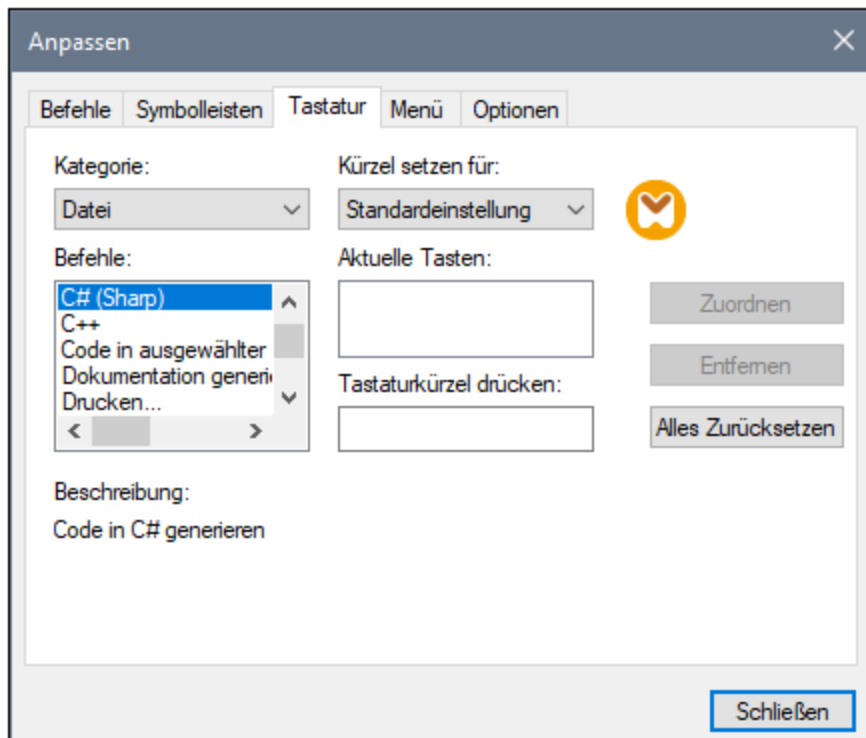 Anpassen
Befehle Symbolleisten Tastatur Menü Optionen
Kategorie: Kürzel setzen für:
Datei Standardeinstellung
Befehle: Aktuelle Tasten:
C# (Sharp)
C++
Code in ausgewählter
Dokumentation generi
Drucken...
Tastaturkürzel drücken:
Zuordnen
Entfernen
Alles Zurücksetzen
Beschreibung:
Code in C# generieren
Schließen